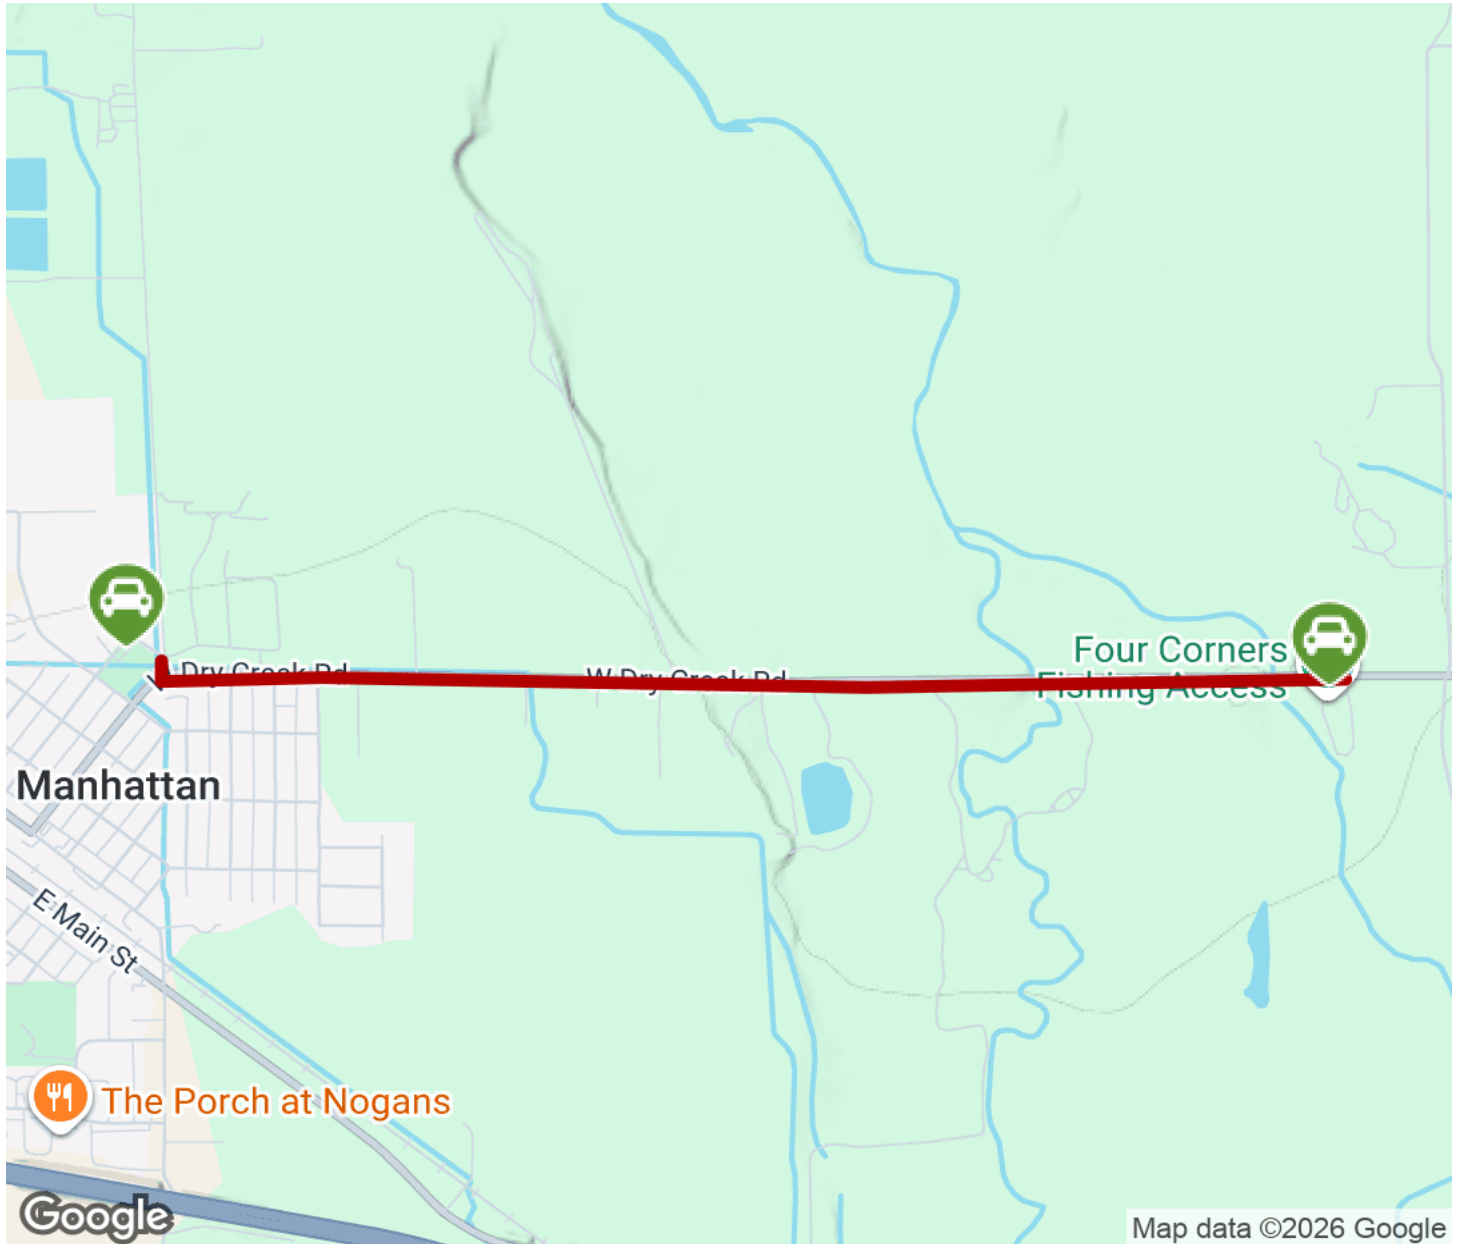 Four Corners
Fishing Access
Dry Creek Rd
W Dry Creek Rd
Manhattan
E Main St
The Porch at Nogans
Google
Map data ©2026 Google